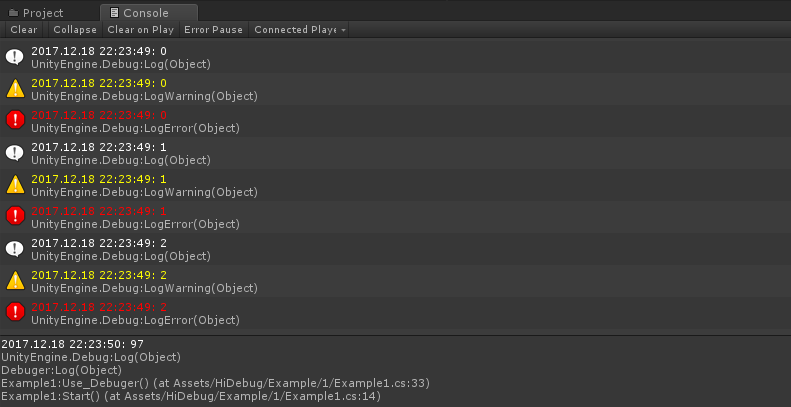 Project
Console
Clear Collapse Clear on Play Error Pause Connected Playe
2017.12.18 22:23:49: 0
UnityEngine.Debug:Log(Object)
2017.12.18 22:23:49: 0
UnityEngine.Debug:LogWarning(Object)
2017.12.18 22:23:49: 0
UnityEngine.Debug:LogError(Object)
2017.12.18 22:23:49: 1
UnityEngine.Debug:Log(Object)
2017.12.18 22:23:49: 1
UnityEngine.Debug:LogWarning(Object)
2017.12.18 22:23:49: 1
UnityEngine.Debug:LogError(Object)
2017.12.18 22:23:49: 2
UnityEngine.Debug:Log(Object)
2017.12.18 22:23:49: 2
UnityEngine.Debug:LogWarning(Object)
2017.12.18 22:23:49: 2
UnityEngine.Debug:LogError(Object)
2017.12.18 22:23:50: 97
UnityEngine.Debug:Log(Object)
Debuger:Log(Object)
Example1:Use_Debuger() (at Assets/HiDebug/Example/1/Example1.cs:33)
Example1:Start() (at Assets/HiDebug/Example/1/Example1.cs:14)